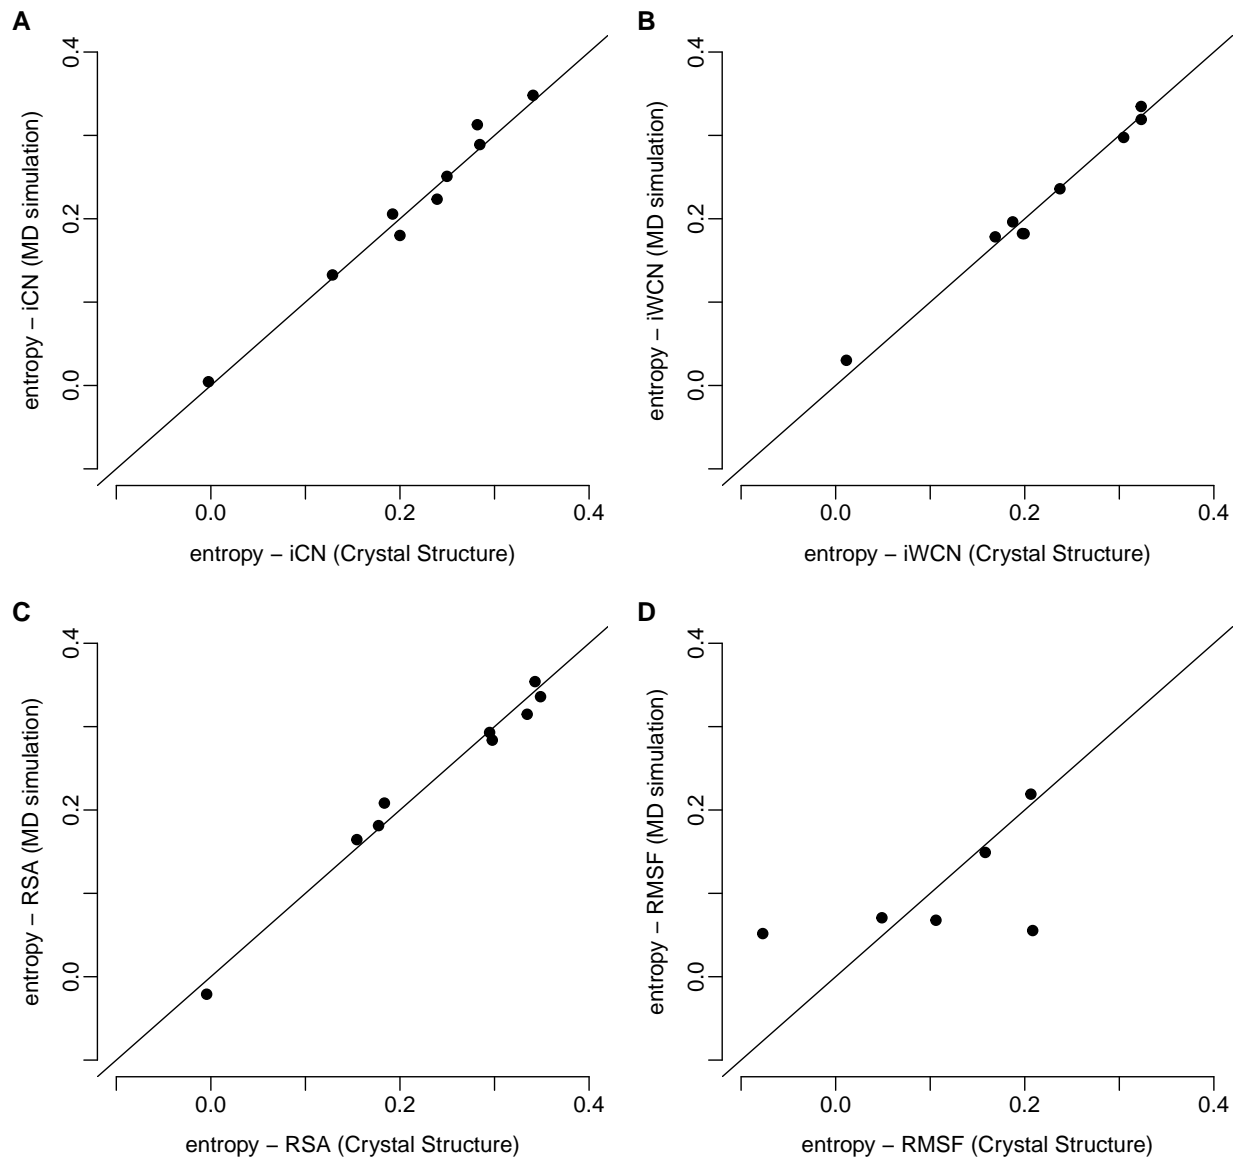 A
entropy – iCN (MD simulation)
0.4
0.2
0.0
0.0 0.2 0.4
entropy – iCN (Crystal Structure)
B
entropy – iWCN (MD simulation)
0.4
0.2
0.0
0.0 0.2 0.4
entropy – iWCN (Crystal Structure)
C
entropy – RSA (MD simulation)
0.4
0.2
0.0
0.0 0.2 0.4
entropy – RSA (Crystal Structure)
D
entropy – RMSF (MD simulation)
0.4
0.2
0.0
0.0 0.2 0.4
entropy – RMSF (Crystal Structure)